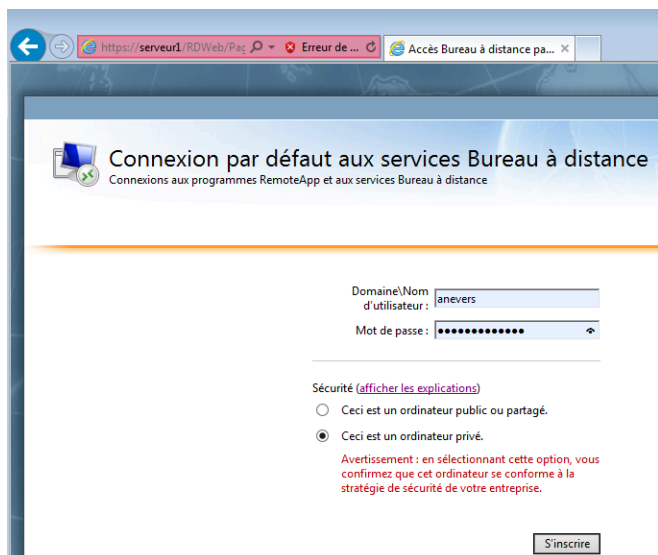 https://serveur1/RDWeb/Pag Erreur de ... Accès Bureau à distance pa...
Connexion par défaut aux services Bureau à distance
Connexions aux programmes RemoteApp et aux services Bureau à distance
Domaine\Nom
d'utilisateur :
anevers
Mot de passe : •••••••••••••
Sécurité (afficher les explications)
Ceci est un ordinateur public ou partagé.
Ceci est un ordinateur privé.
Avertissement : en sélectionnant cette option, vous
confirmez que cet ordinateur se conforme à la
stratégie de sécurité de votre entreprise.
S'inscrire